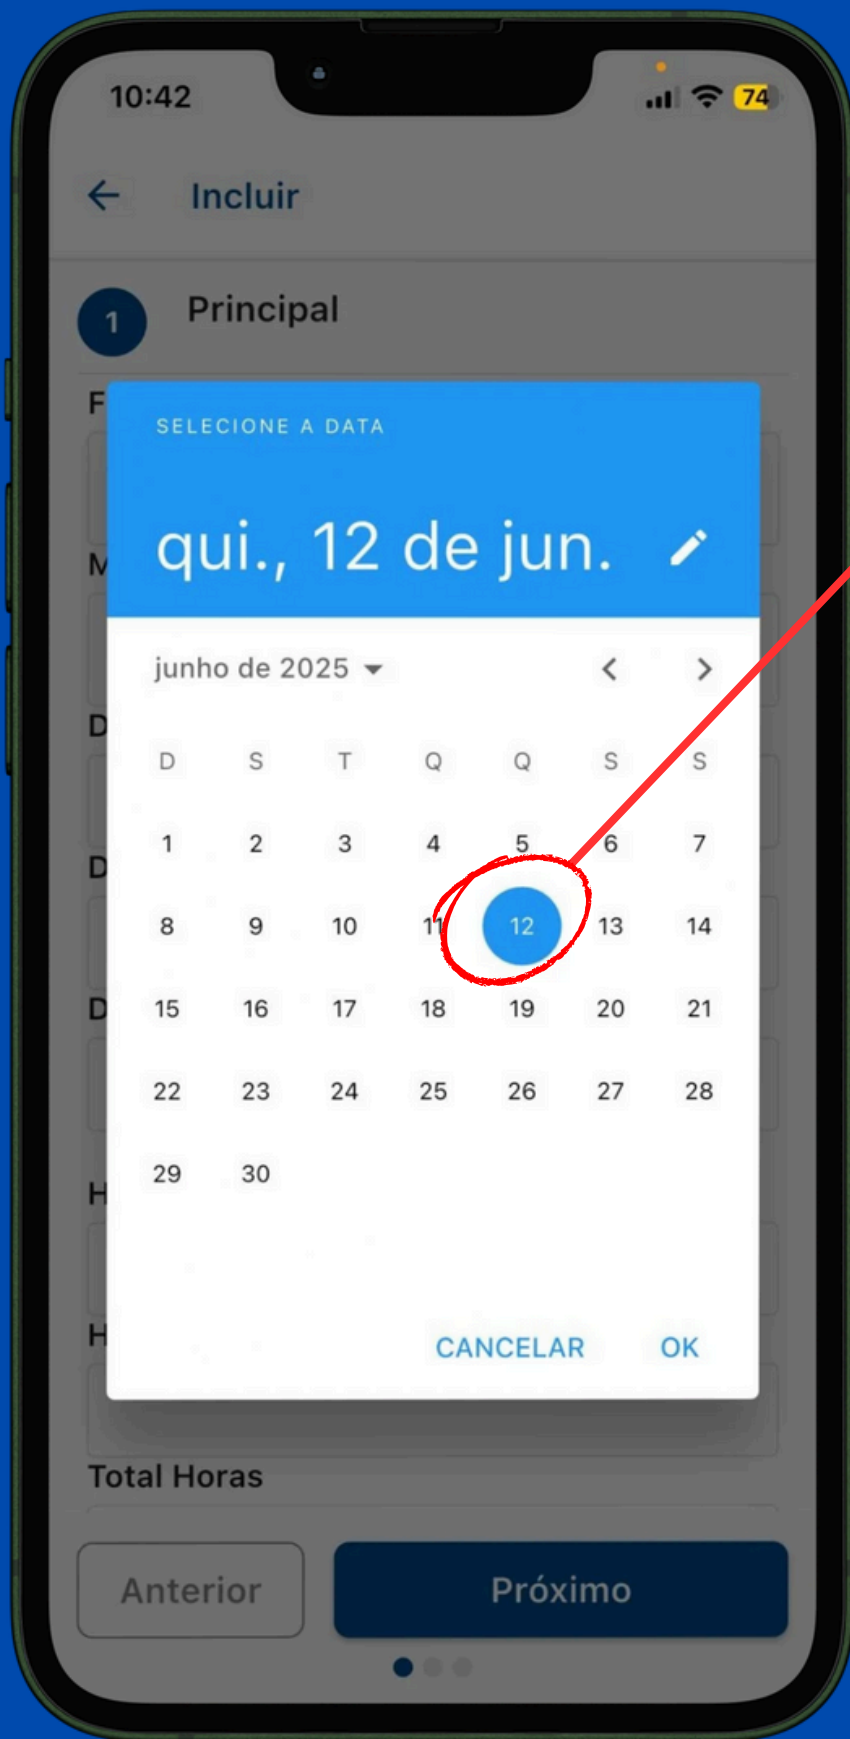 10:42
74
Incluir
1 Principal
F
SELECIONE A DATA
qui., 12 de jun.
M
junho de 2025
D
D S T Q Q S S
1 2 3 4 5 6 7
D
8 9 10 11 12 13 14
D
15 16 17 18 19 20 21
22 23 24 25 26 27 28
29 30
H
H
CANCELAR OK
Total Horas
Anterior Próximo